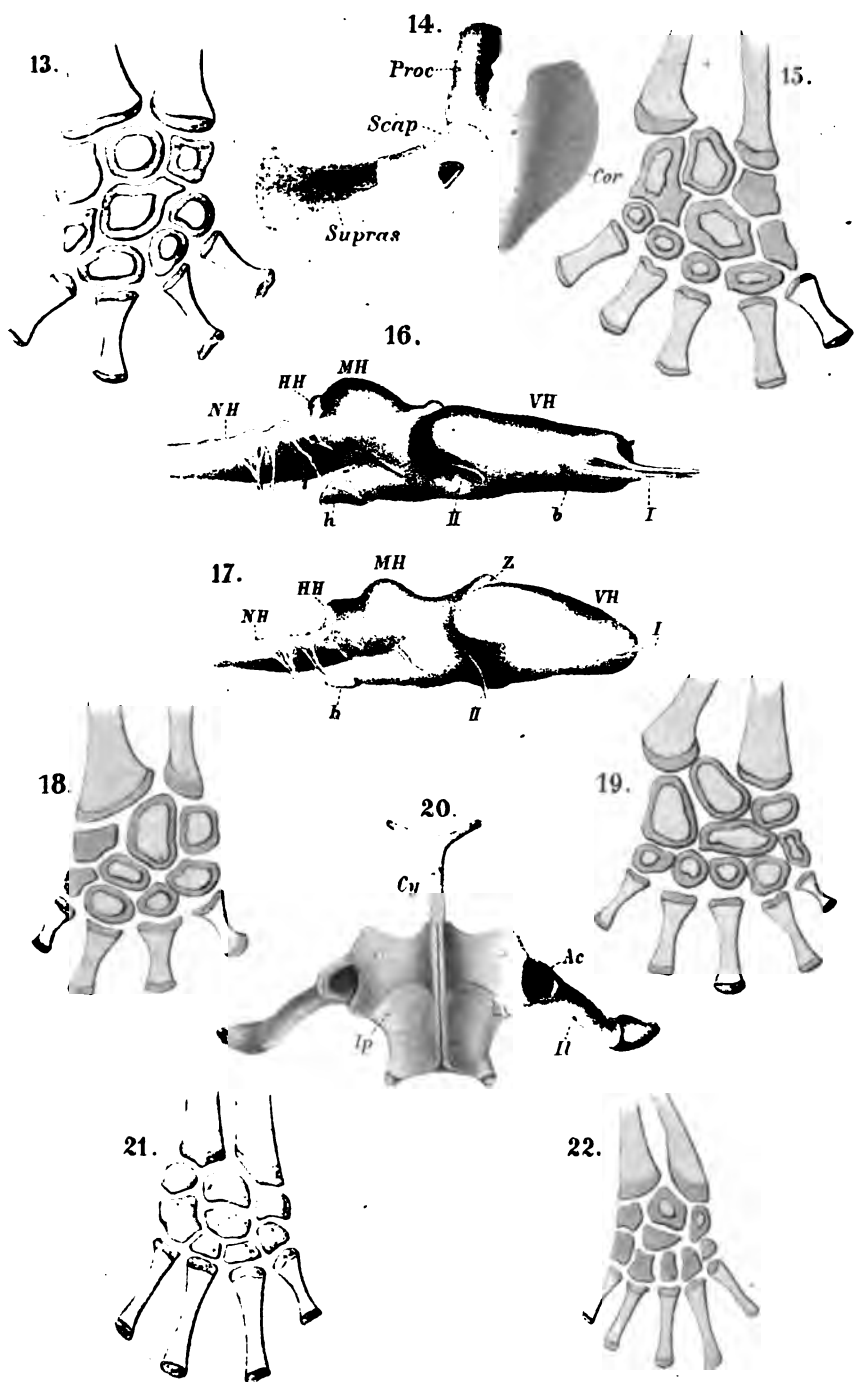 13.
14.
Proc
15.
Scap
Cor
Supras
16.
MH
HH
VH
NH
h
II
b
I
17.
MH
Z
HH
VH
NH
I
h
II
18.
19.
20.
Cy
Ac
Ip
Il
21.
22.